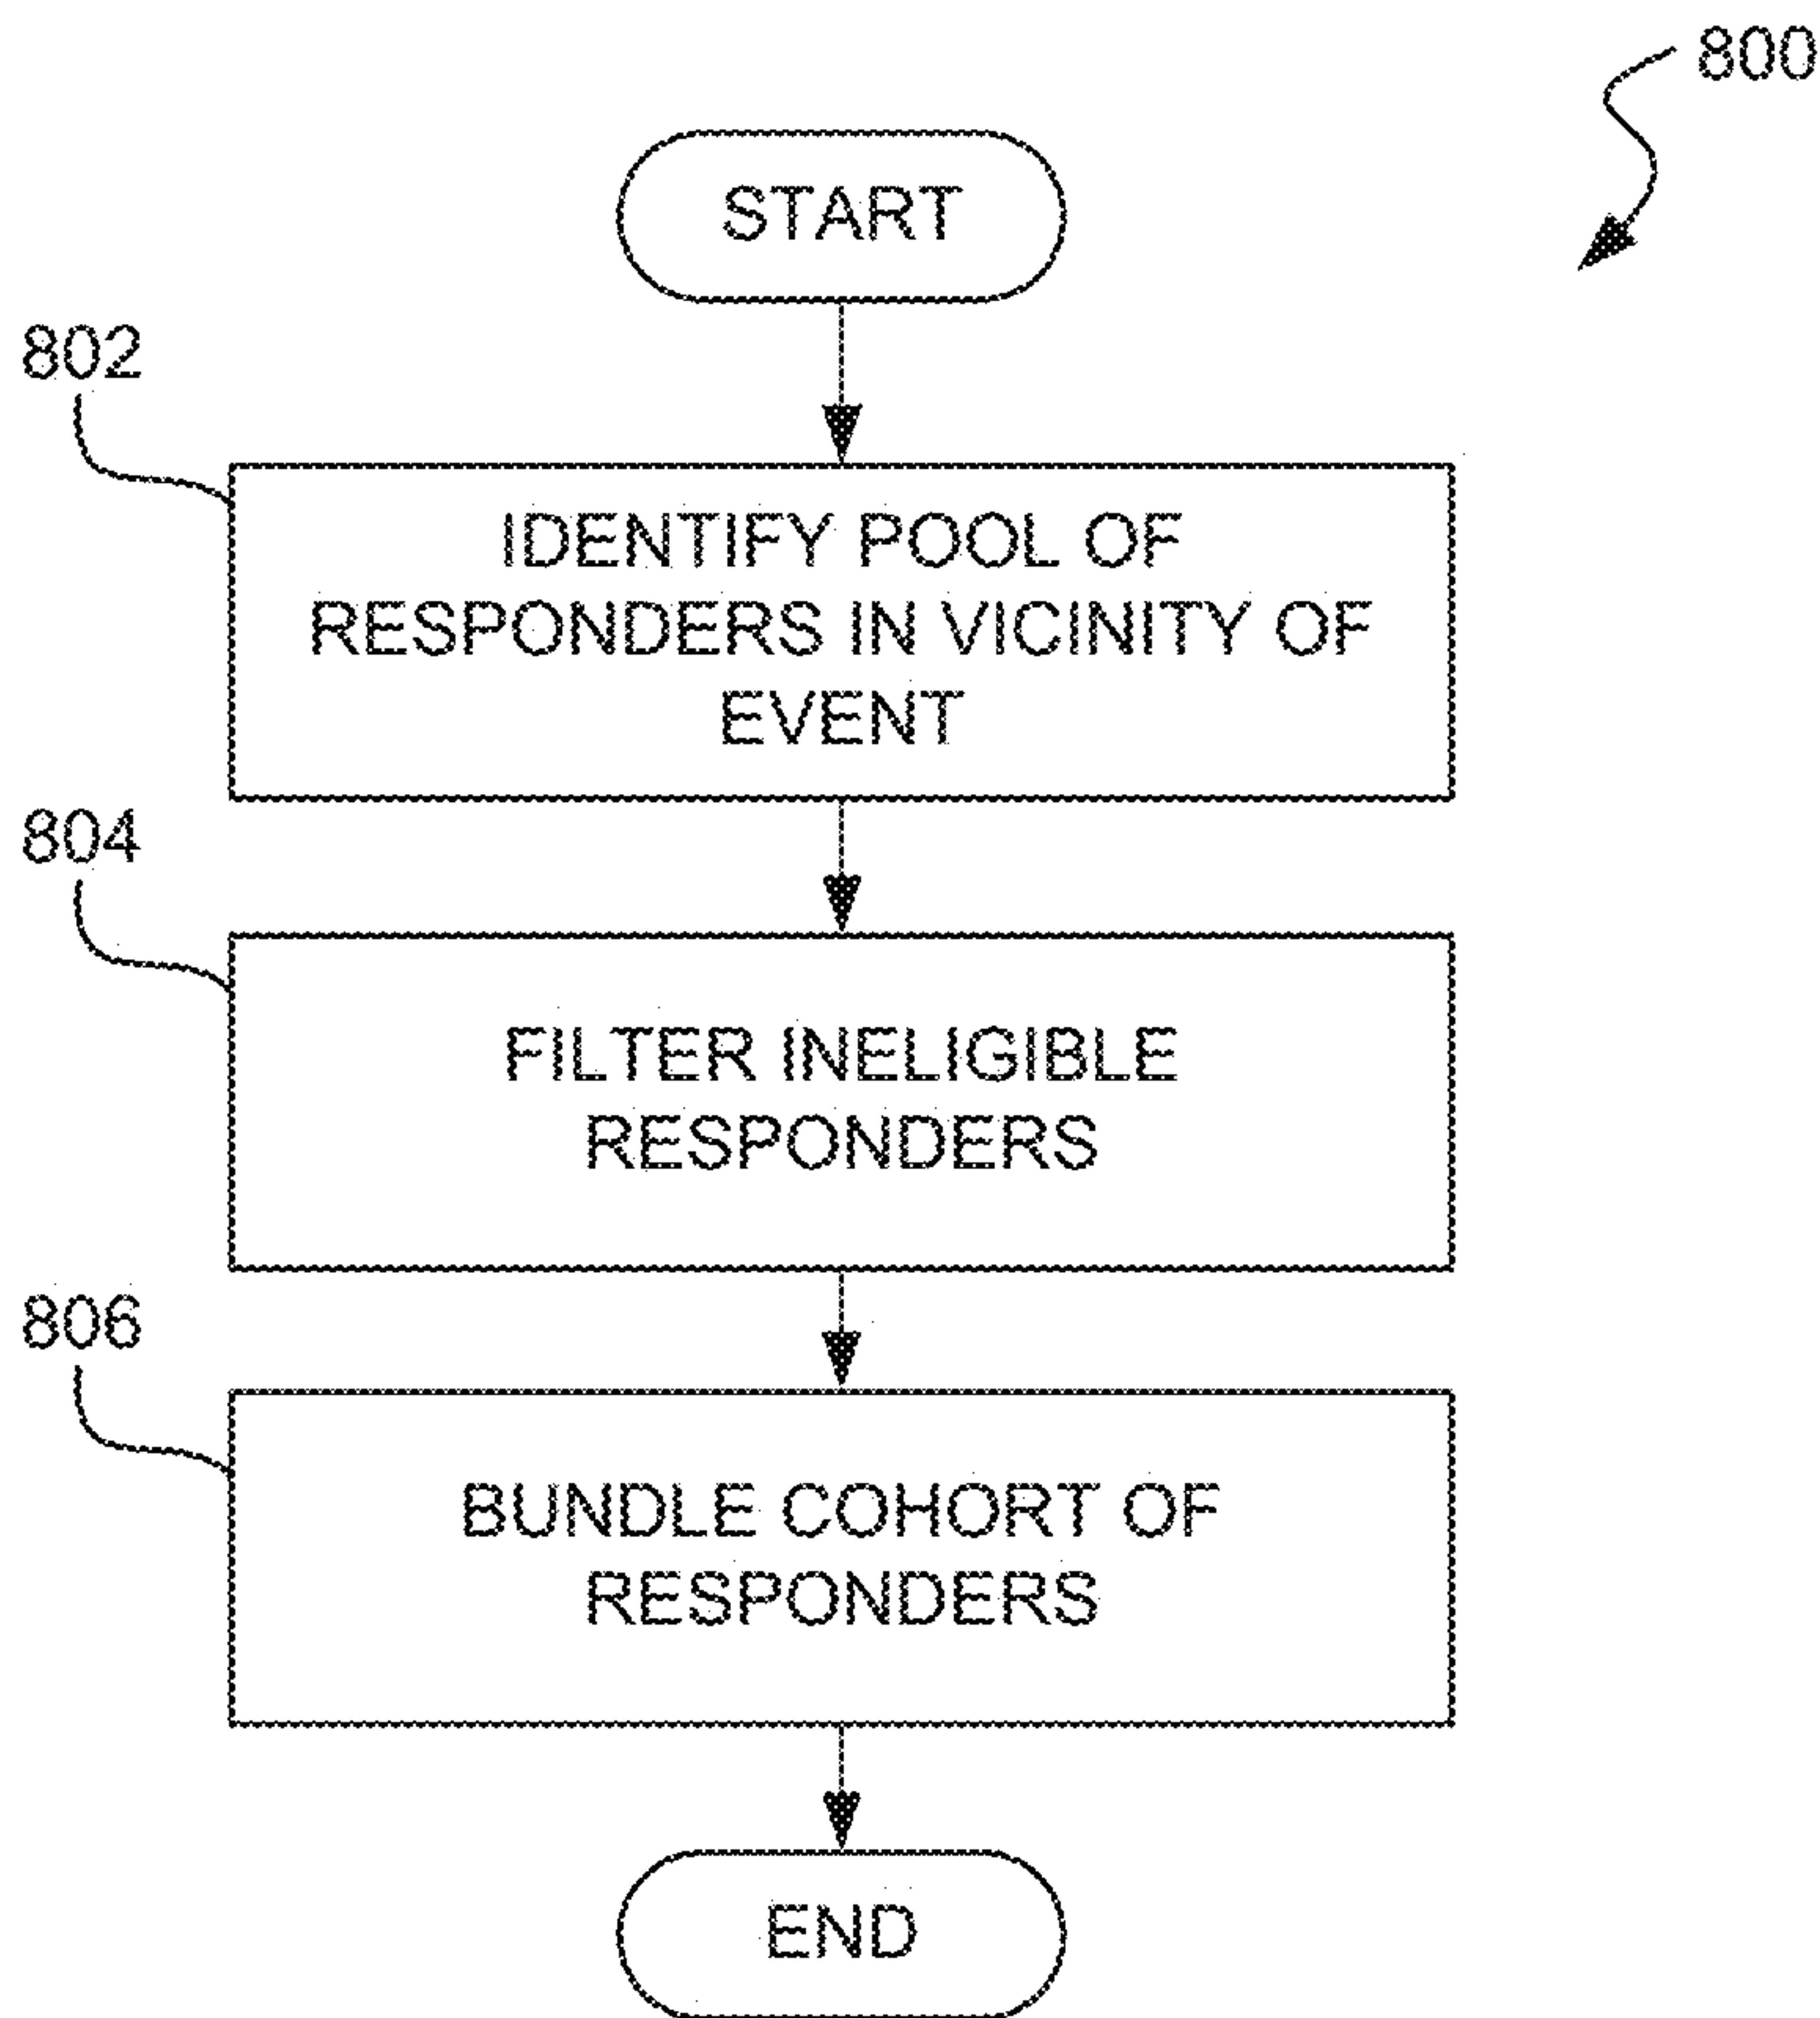 800
START
802
IDENTIFY POOL OF
RESPONDERS IN VICINITY OF
EVENT
804
FILTER INELIGIBLE
RESPONDERS
806
BUNDLE COHORT OF
RESPONDERS
END